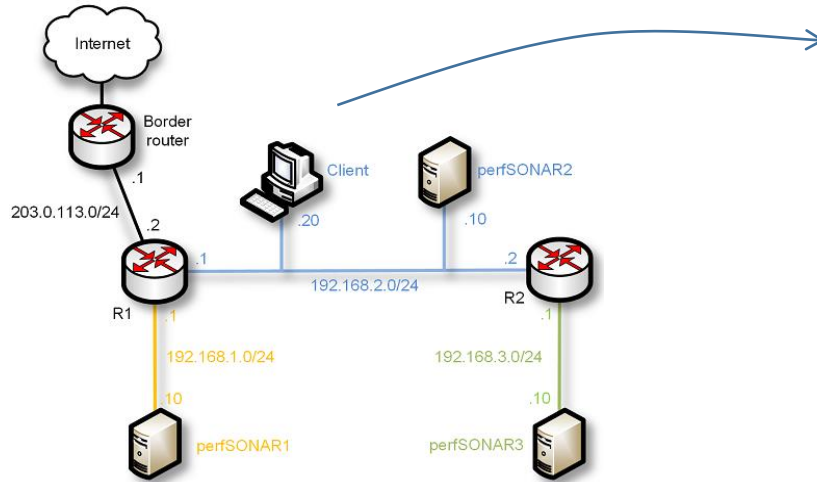 Internet
Border
router
.1
203.0.113.0/24
.2
R1
.1
Client
.20
perfSONAR2
.10
192.168.2.0/24
.2
R2
.1
192.168.1.0/24
.10
perfSONAR1
.1
192.168.3.0/24
.10
perfSONAR3